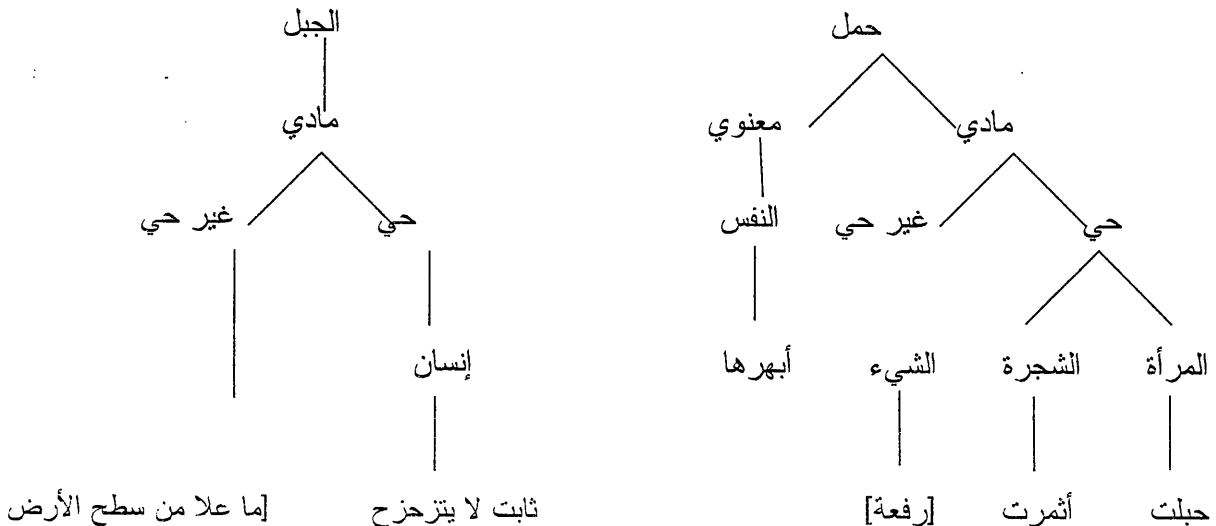 حمل
الجبل
مادي
معنوي
مادي
حي
غير حي
النفس
حي
غير حي
المرأة
الشجرة
الشيء
أبهرها
إنسان
حبلت
أثمرت
[رفعة]
ثابت لا يتزحزح
[ما علا من سطح الأرض